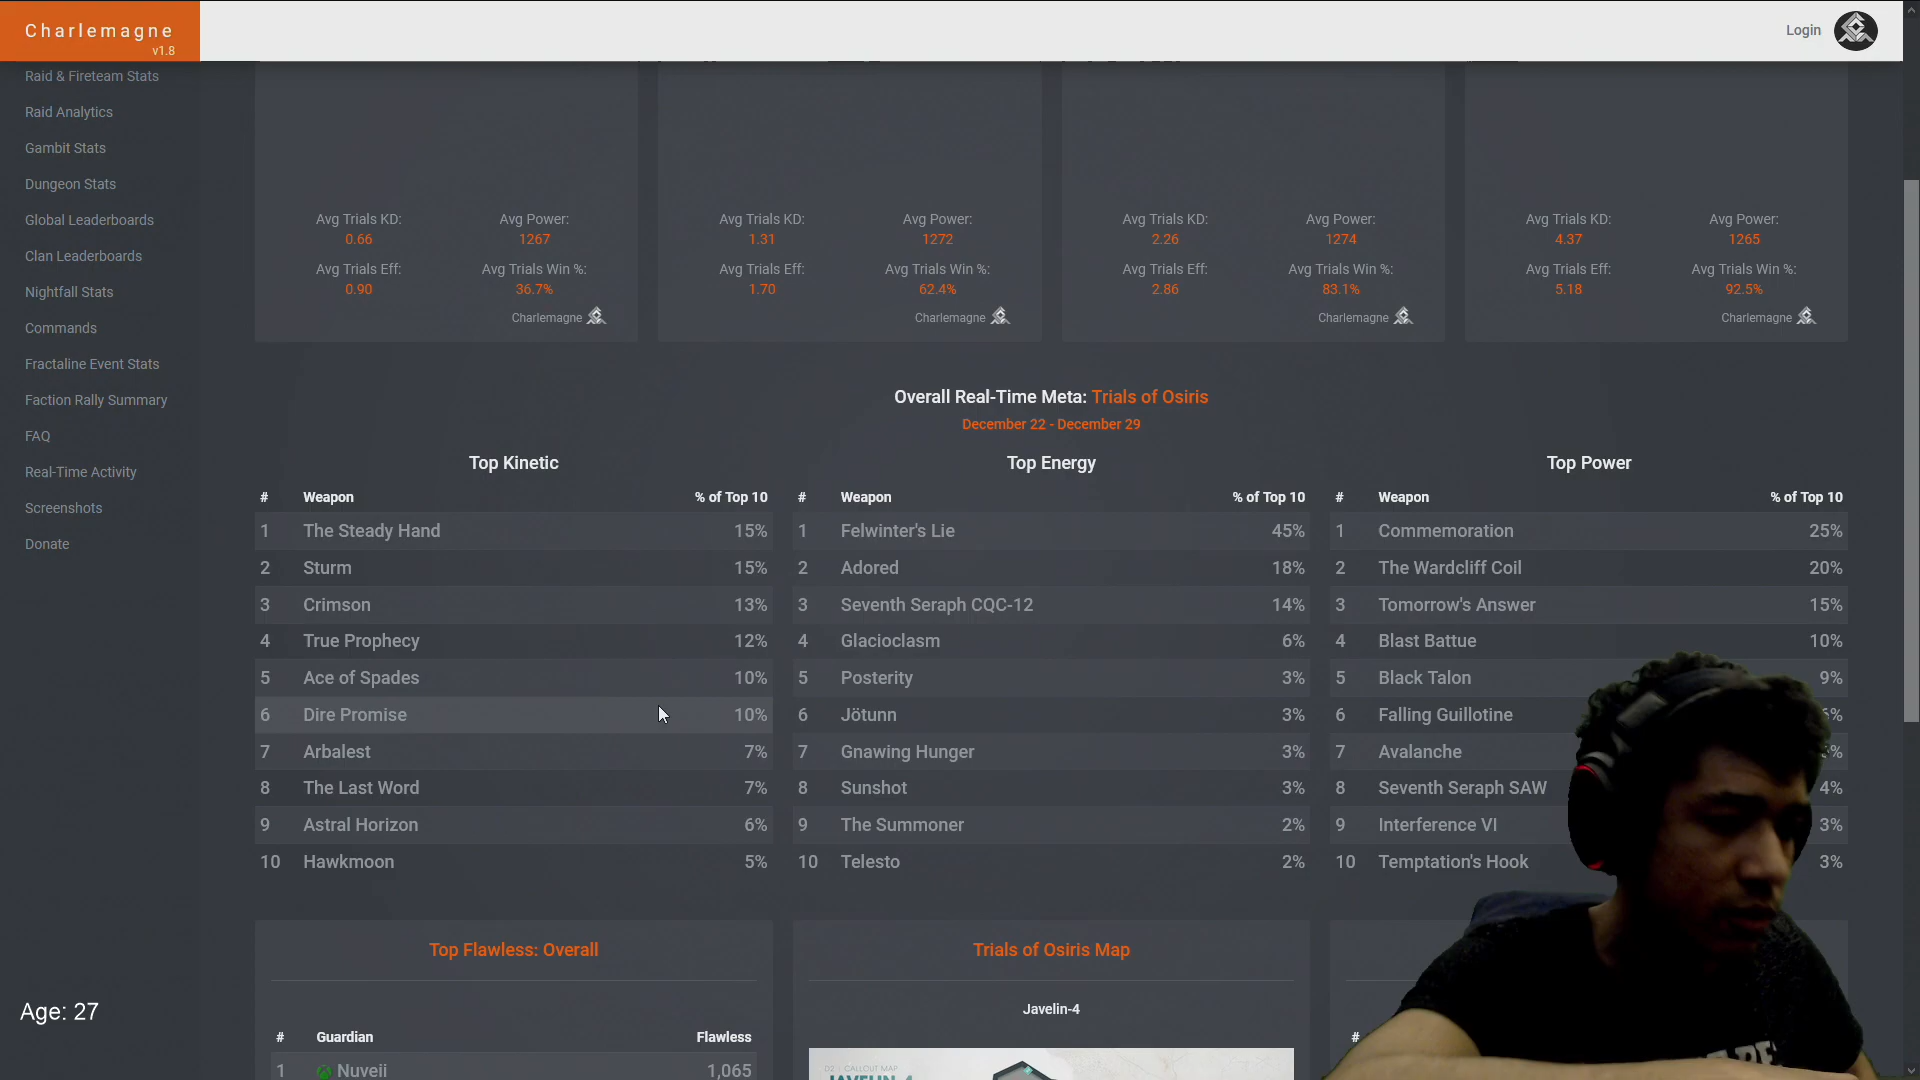 Charlemagne
v1.8
Login
Raid & Fireteam Stats
Raid Analytics
Gambit Stats
Dungeon Stats
Global Leaderboards
Clan Leaderboards
Nightfall Stats
Commands
Fractaline Event Stats
Faction Rally Summary
FAQ
Real-Time Activity
Screenshots
Donate
Avg Trials KD: Avg Power:
0.66 1267
Avg Trials Eff: Avg Trials Win %:
0.90 36.7%
Charlemagne
Avg Trials KD: Avg Power:
1.31 1272
Avg Trials Eff: Avg Trials Win %:
1.70 62.4%
Charlemagne
Avg Trials KD: Avg Power:
2.26 1274
Avg Trials Eff: Avg Trials Win %:
2.86 83.1%
Charlemagne
Avg Trials KD: Avg Power:
4.37 1265
Avg Trials Eff: Avg Trials Win %:
5.18 92.5%
Charlemagne
Overall Real-Time Meta: Trials of Osiris
December 22 - December 29
Top Kinetic
# Weapon % of Top 10
1 The Steady Hand 15%
2 Sturm 15%
3 Crimson 13%
4 True Prophecy 12%
5 Ace of Spades 10%
6 Dire Promise 10%
7 Arbalest 7%
8 The Last Word 7%
9 Astral Horizon 6%
10 Hawkmoon 5%
Top Energy
# Weapon % of Top 10
1 Felwinter's Lie 45%
2 Adored 18%
3 Seventh Seraph CQC-12 14%
4 Glacioclasm 6%
5 Posterity 3%
6 Jötunn 3%
7 Gnawing Hunger 3%
8 Sunshot 3%
9 The Summoner 2%
10 Telesto 2%
Top Power
# Weapon % of Top 10
1 Commemoration 25%
2 The Wardcliff Coil 20%
3 Tomorrow's Answer 15%
4 Blast Battue 10%
5 Black Talon 9%
6 Falling Guillotine
7 Avalanche
8 Seventh Seraph SAW 4%
9 Interference VI 3%
10 Temptation's Hook 3%
Top Flawless: Overall
# Guardian Flawless
1 Nuveii 1,065
Trials of Osiris Map
Javelin-4
D2 - CALLOUT MAP
JAVELIN-4
#
Age: 27